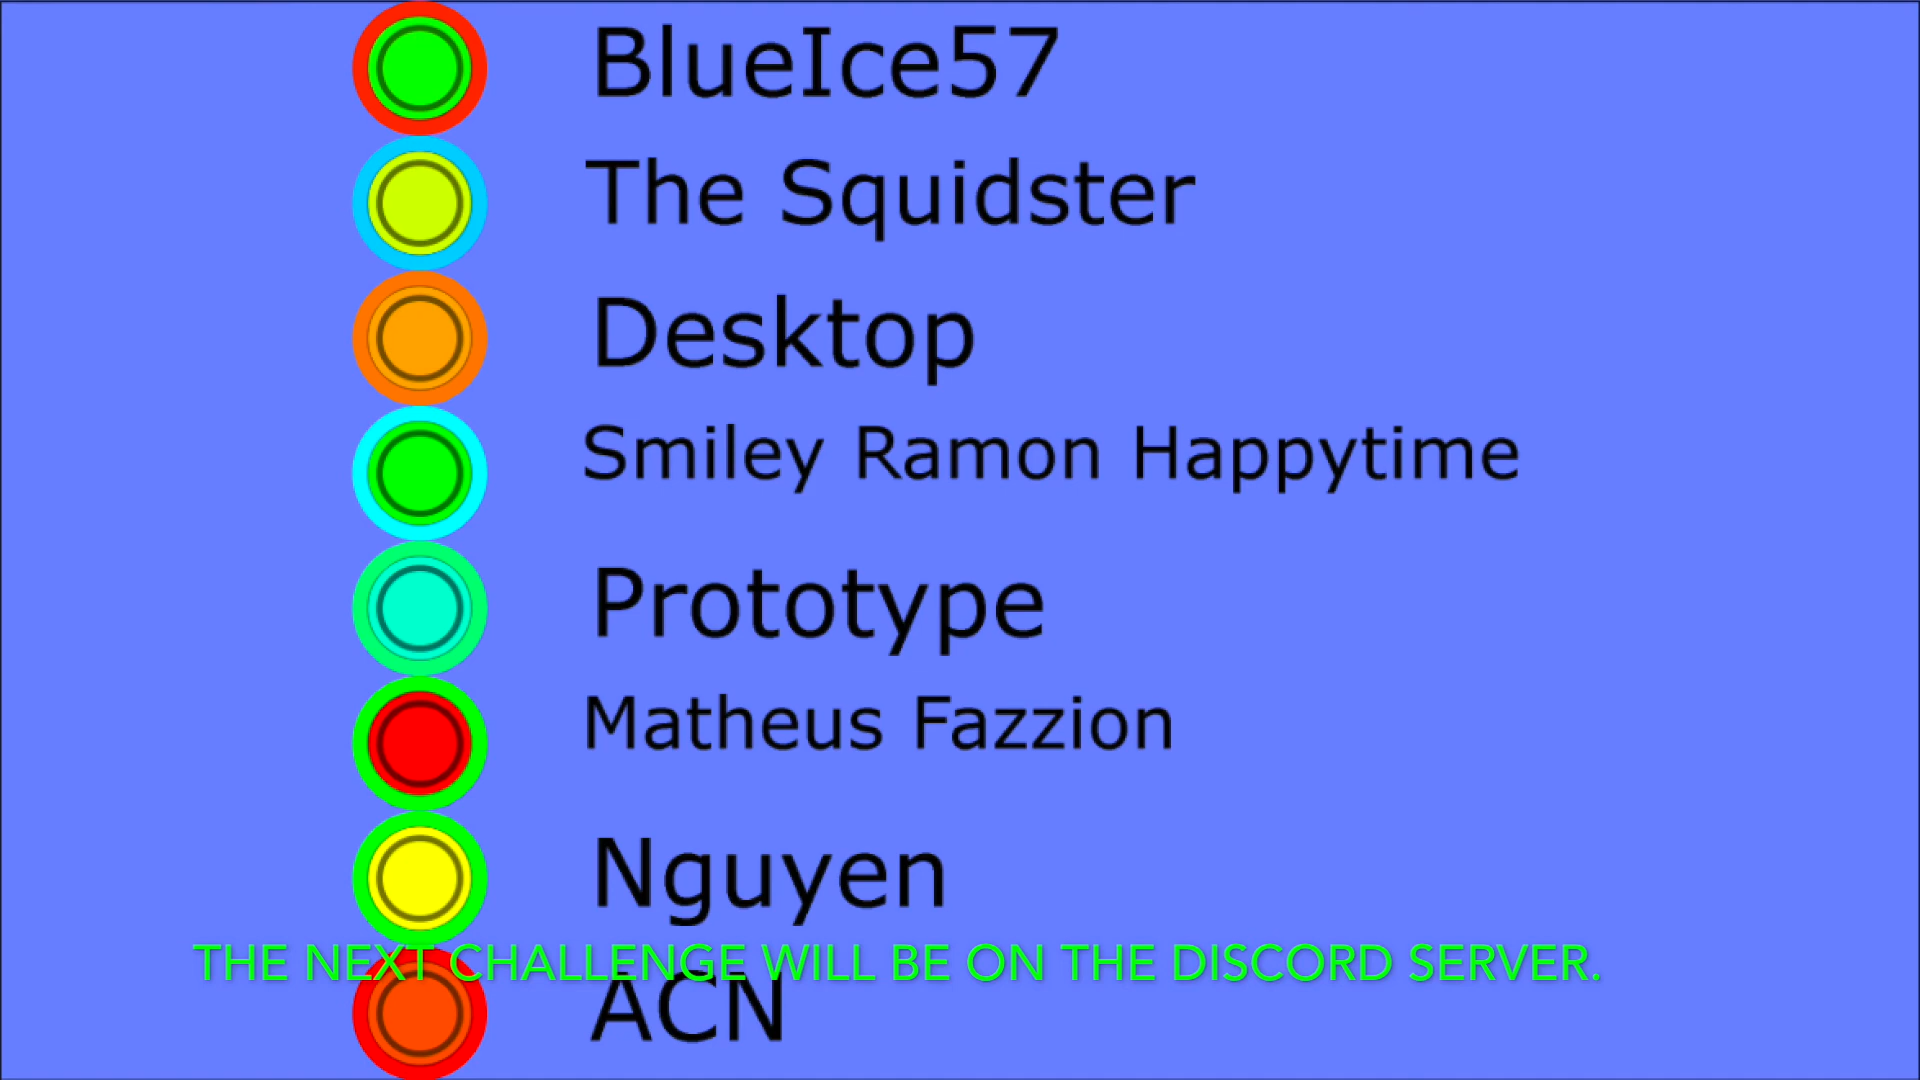 BlueIce57
The Squidster
Desktop
Smiley Ramon Happytime
Prototype
Matheus Fazzion
Nguyen
THE NEXT CHALLENGE WILL BE ON THE DISCORD SERVER.
ACN